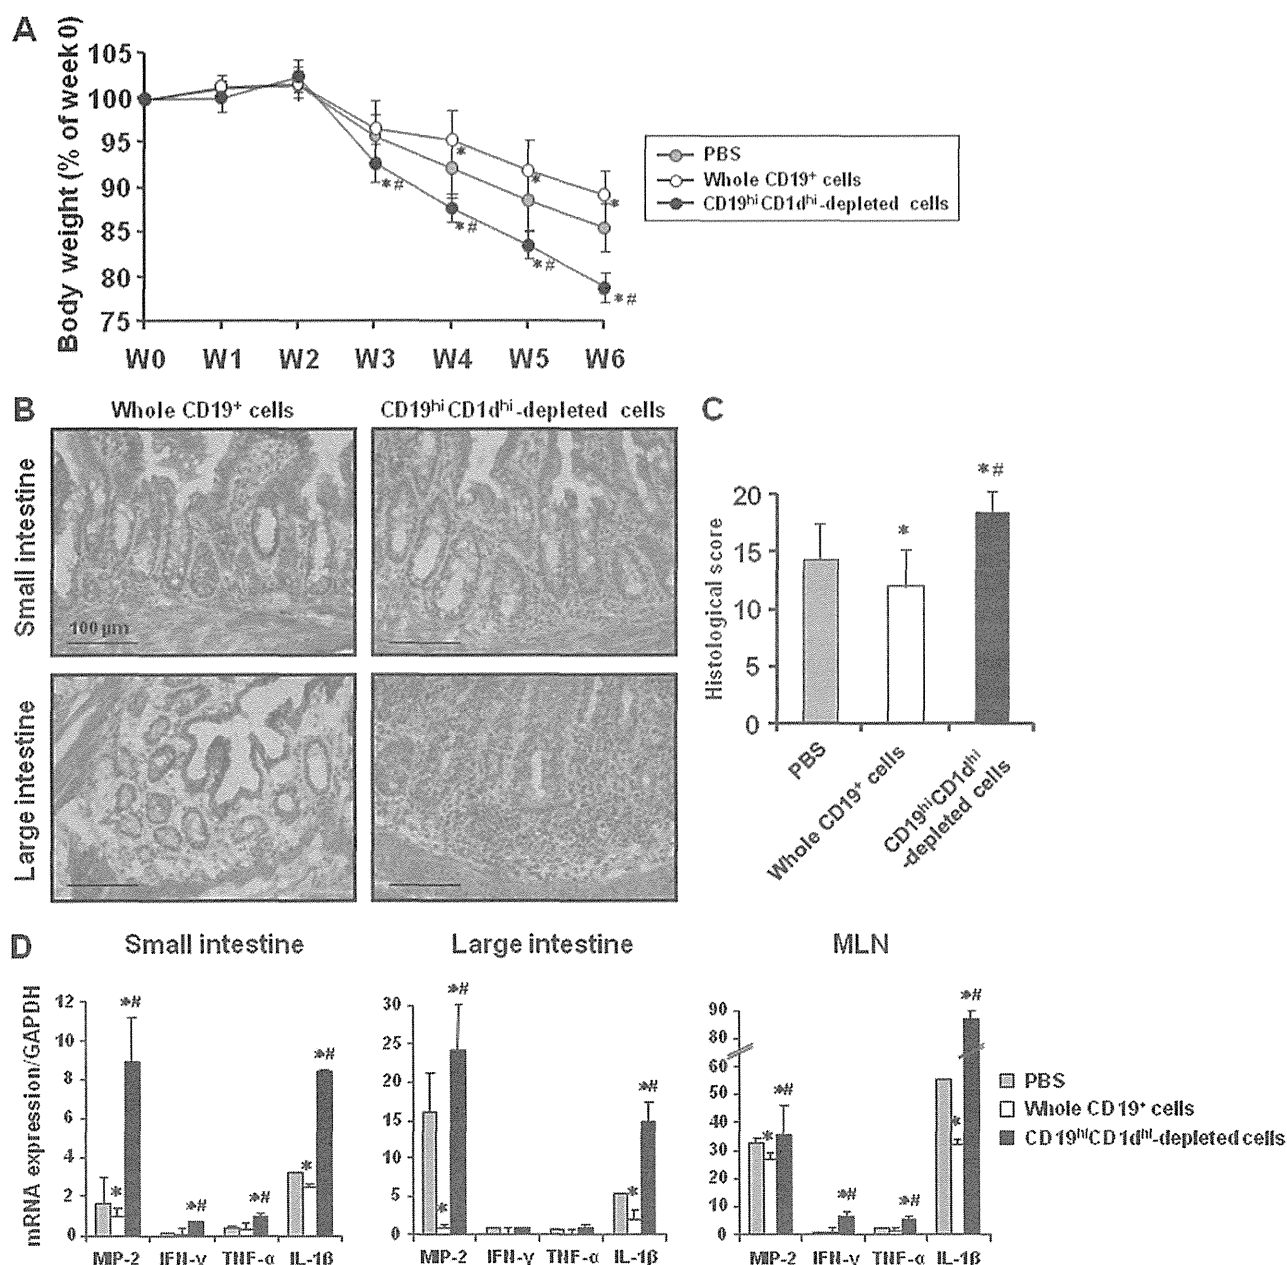 A
Body weight (% of week 0)
105
100
95
90
85
80
75
W0 W1 W2 W3 W4 W5 W6
* # * * # * * # * * #
PBS
Whole CD19⁺ cells
CD19ʰⁱCD1dʰⁱ-depleted cells
B
Whole CD19⁺ cells
CD19ʰⁱCD1dʰⁱ-depleted cells
Small intestine
100 µm
Large intestine
C
Histological score
20
15
10
5
0
*
*#
PBS
Whole CD19⁺ cells
CD19ʰⁱCD1dʰⁱ
-depleted cells
D
mRNA expression/GAPDH
Small intestine
12
10
8
6
4
2
0
* *# *# *# * *#
MIP-2 IFN-γ TNF-α IL-1β
Large intestine
30
25
20
15
10
5
0
* *# * *#
MIP-2 IFN-γ TNF-α IL-1β
MLN
90
80
60
50
40
30
20
10
0
* *# *# *# * *#
MIP-2 IFN-γ TNF-α IL-1β
PBS
Whole CD19⁺ cells
CD19ʰⁱCD1dʰⁱ-depleted cells